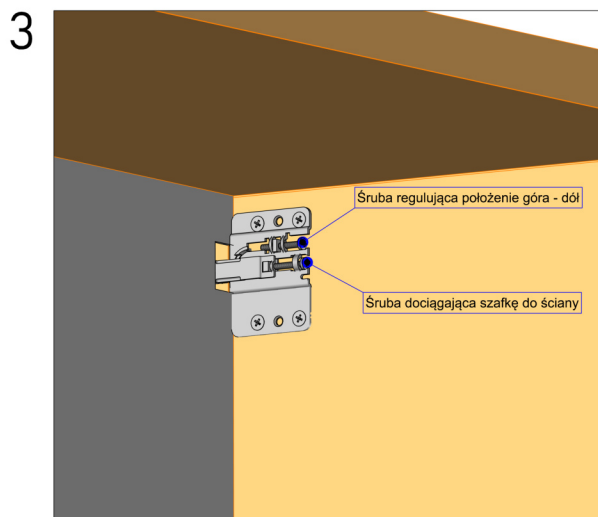 3
Śruba regulująca położenie góra - dół
Śruba dociągająca szafkę do ściany